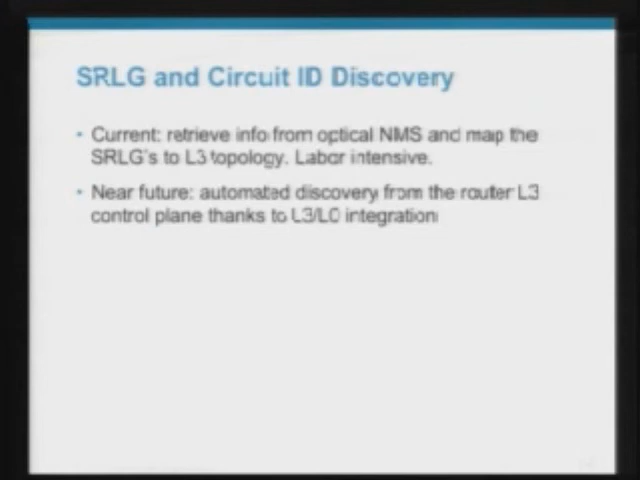 SRLG and Circuit ID Discovery
• Current: retrieve info from optical NMS and map the
SRLG's to L3 topology. Labor intensive.
• Near future: automated discovery from the router L3
control plane thanks to L3/L0 integration